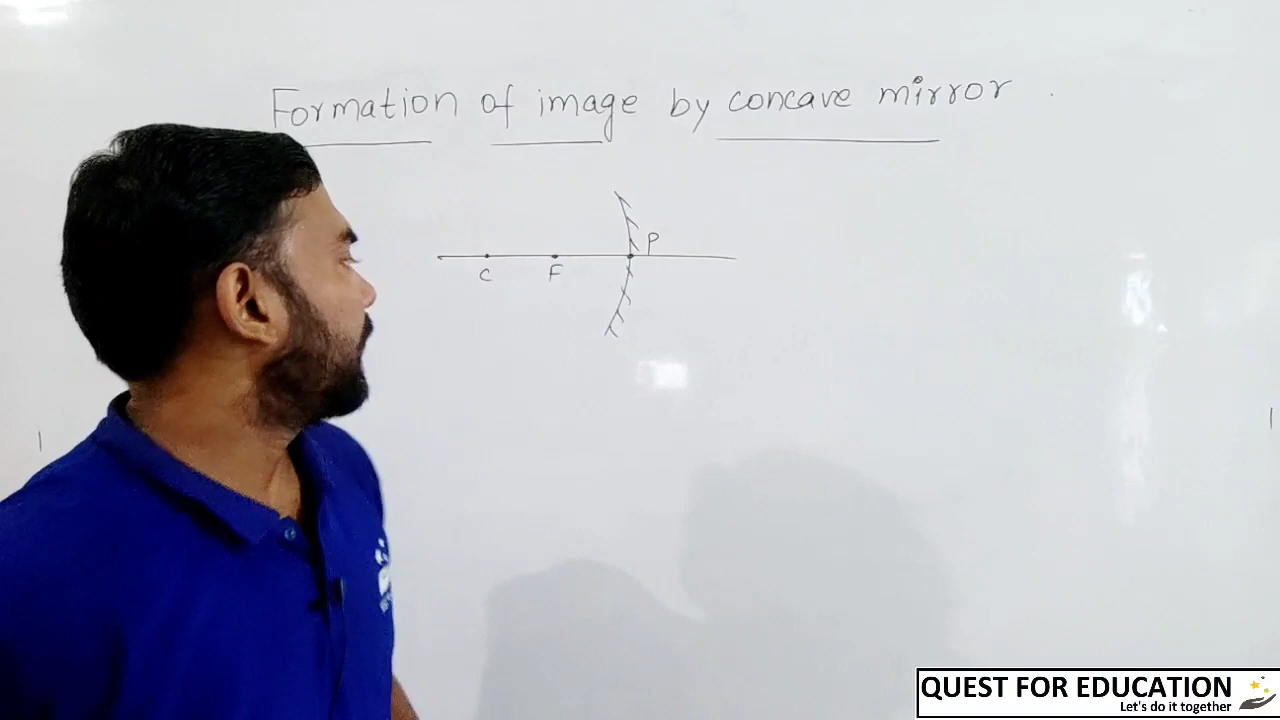 Formation of image by concave mirror.
P
C F
QUEST FOR EDUCATION
Let's do it together